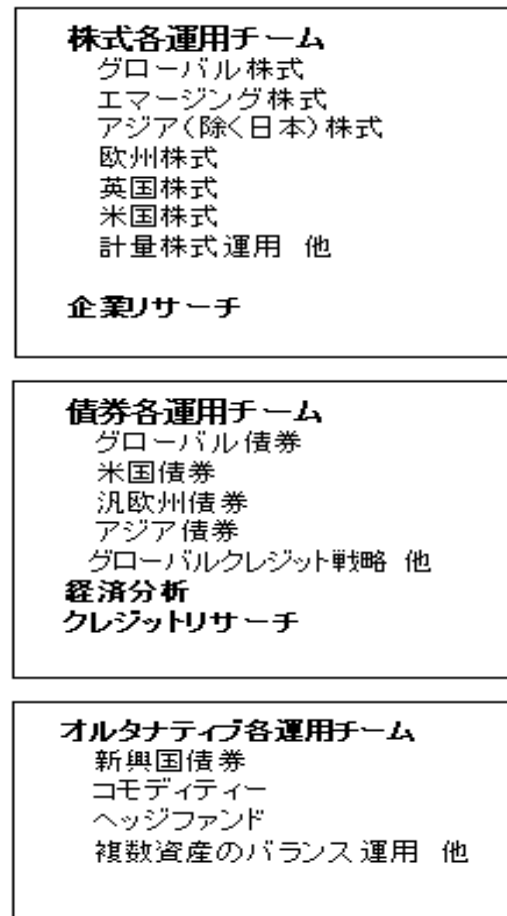 株式各運用チーム
グローバル株式
エマージング株式
アジア(除く日本)株式
欧州株式
英国株式
米国株式
計量株式運用 他
企業リサーチ
債券各運用チーム
グローバル債券
米国債券
汎欧州債券
アジア債券
グローバルクレジット戦略 他
経済分析
クレジットリサーチ
オルタナティブ各運用チーム
新興国債券
コモディティー
ヘッジファンド
複数資産のバランス運用 他